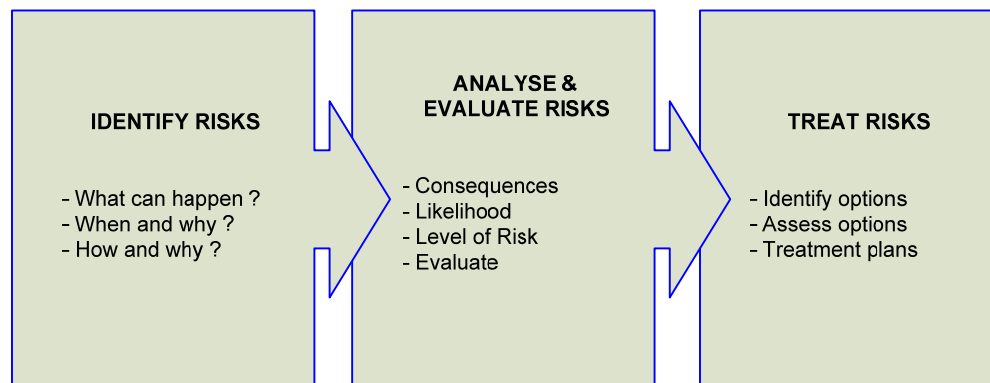 IDENTIFY RISKS
- What can happen ?
- When and why ?
- How and why ?
ANALYSE &
EVALUATE RISKS
- Consequences
- Likelihood
- Level of Risk
- Evaluate
TREAT RISKS
- Identify options
- Assess options
- Treatment plans